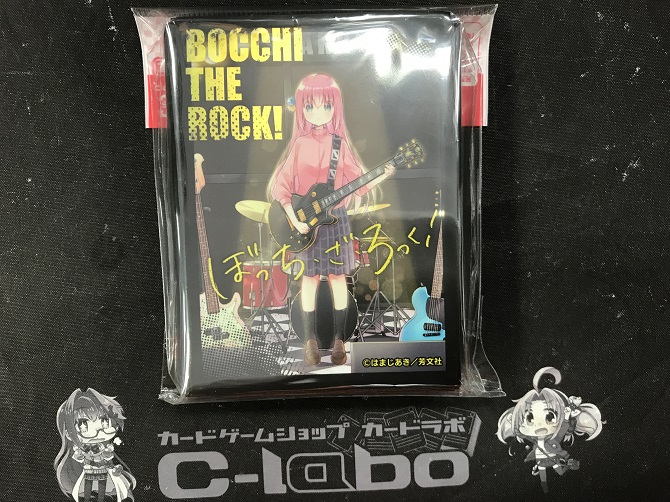 BOCCHI
THE
ROCK!
ぼっち・ざ・ろっく!
©はまじあき/芳文社
カードゲームショップ カードラボ
C-labo